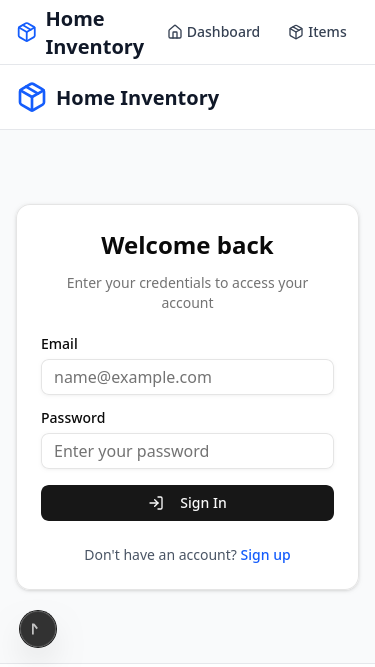 Home
Inventory
Dashboard
Items
Home Inventory
Welcome back
Enter your credentials to access your
account
Email
name@example.com
Password
Enter your password
Sign In
Don't have an account? Sign up